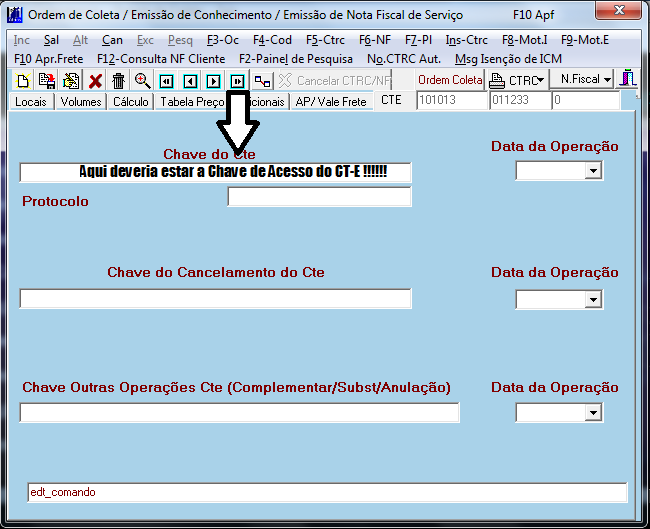 Ordem de Coleta / Emissão de Conhecimento / Emissão de Nota Fiscal de Serviço F10 Apf
Inc Sal Alt Can Exc Pesq F3-Oc F4-Cod F5-Ctrc F6-NF F7-Pl Ins-Ctrc F8-Mot.I F9-Mot.E
F10 Apr.Frete F12-Consulta NF Cliente F2-Painel de Pesquisa No.CTRC Aut. Msg Isenção de ICM
Cancelar CTRC/NF Ordem Coleta CTRC N.Fiscal
Locais Volumes Cálculo Tabela Preço icionais AP/ Vale Frete CTE 101013 011233 0
Chave do Cte Data da Operação
Aqui deveria estar a Chave de Acesso do CT-E !!!!!!
Protocolo
Chave do Cancelamento do Cte Data da Operação
Chave Outras Operações Cte (Complementar/Subst/Anulação) Data da Operação
edt_comando